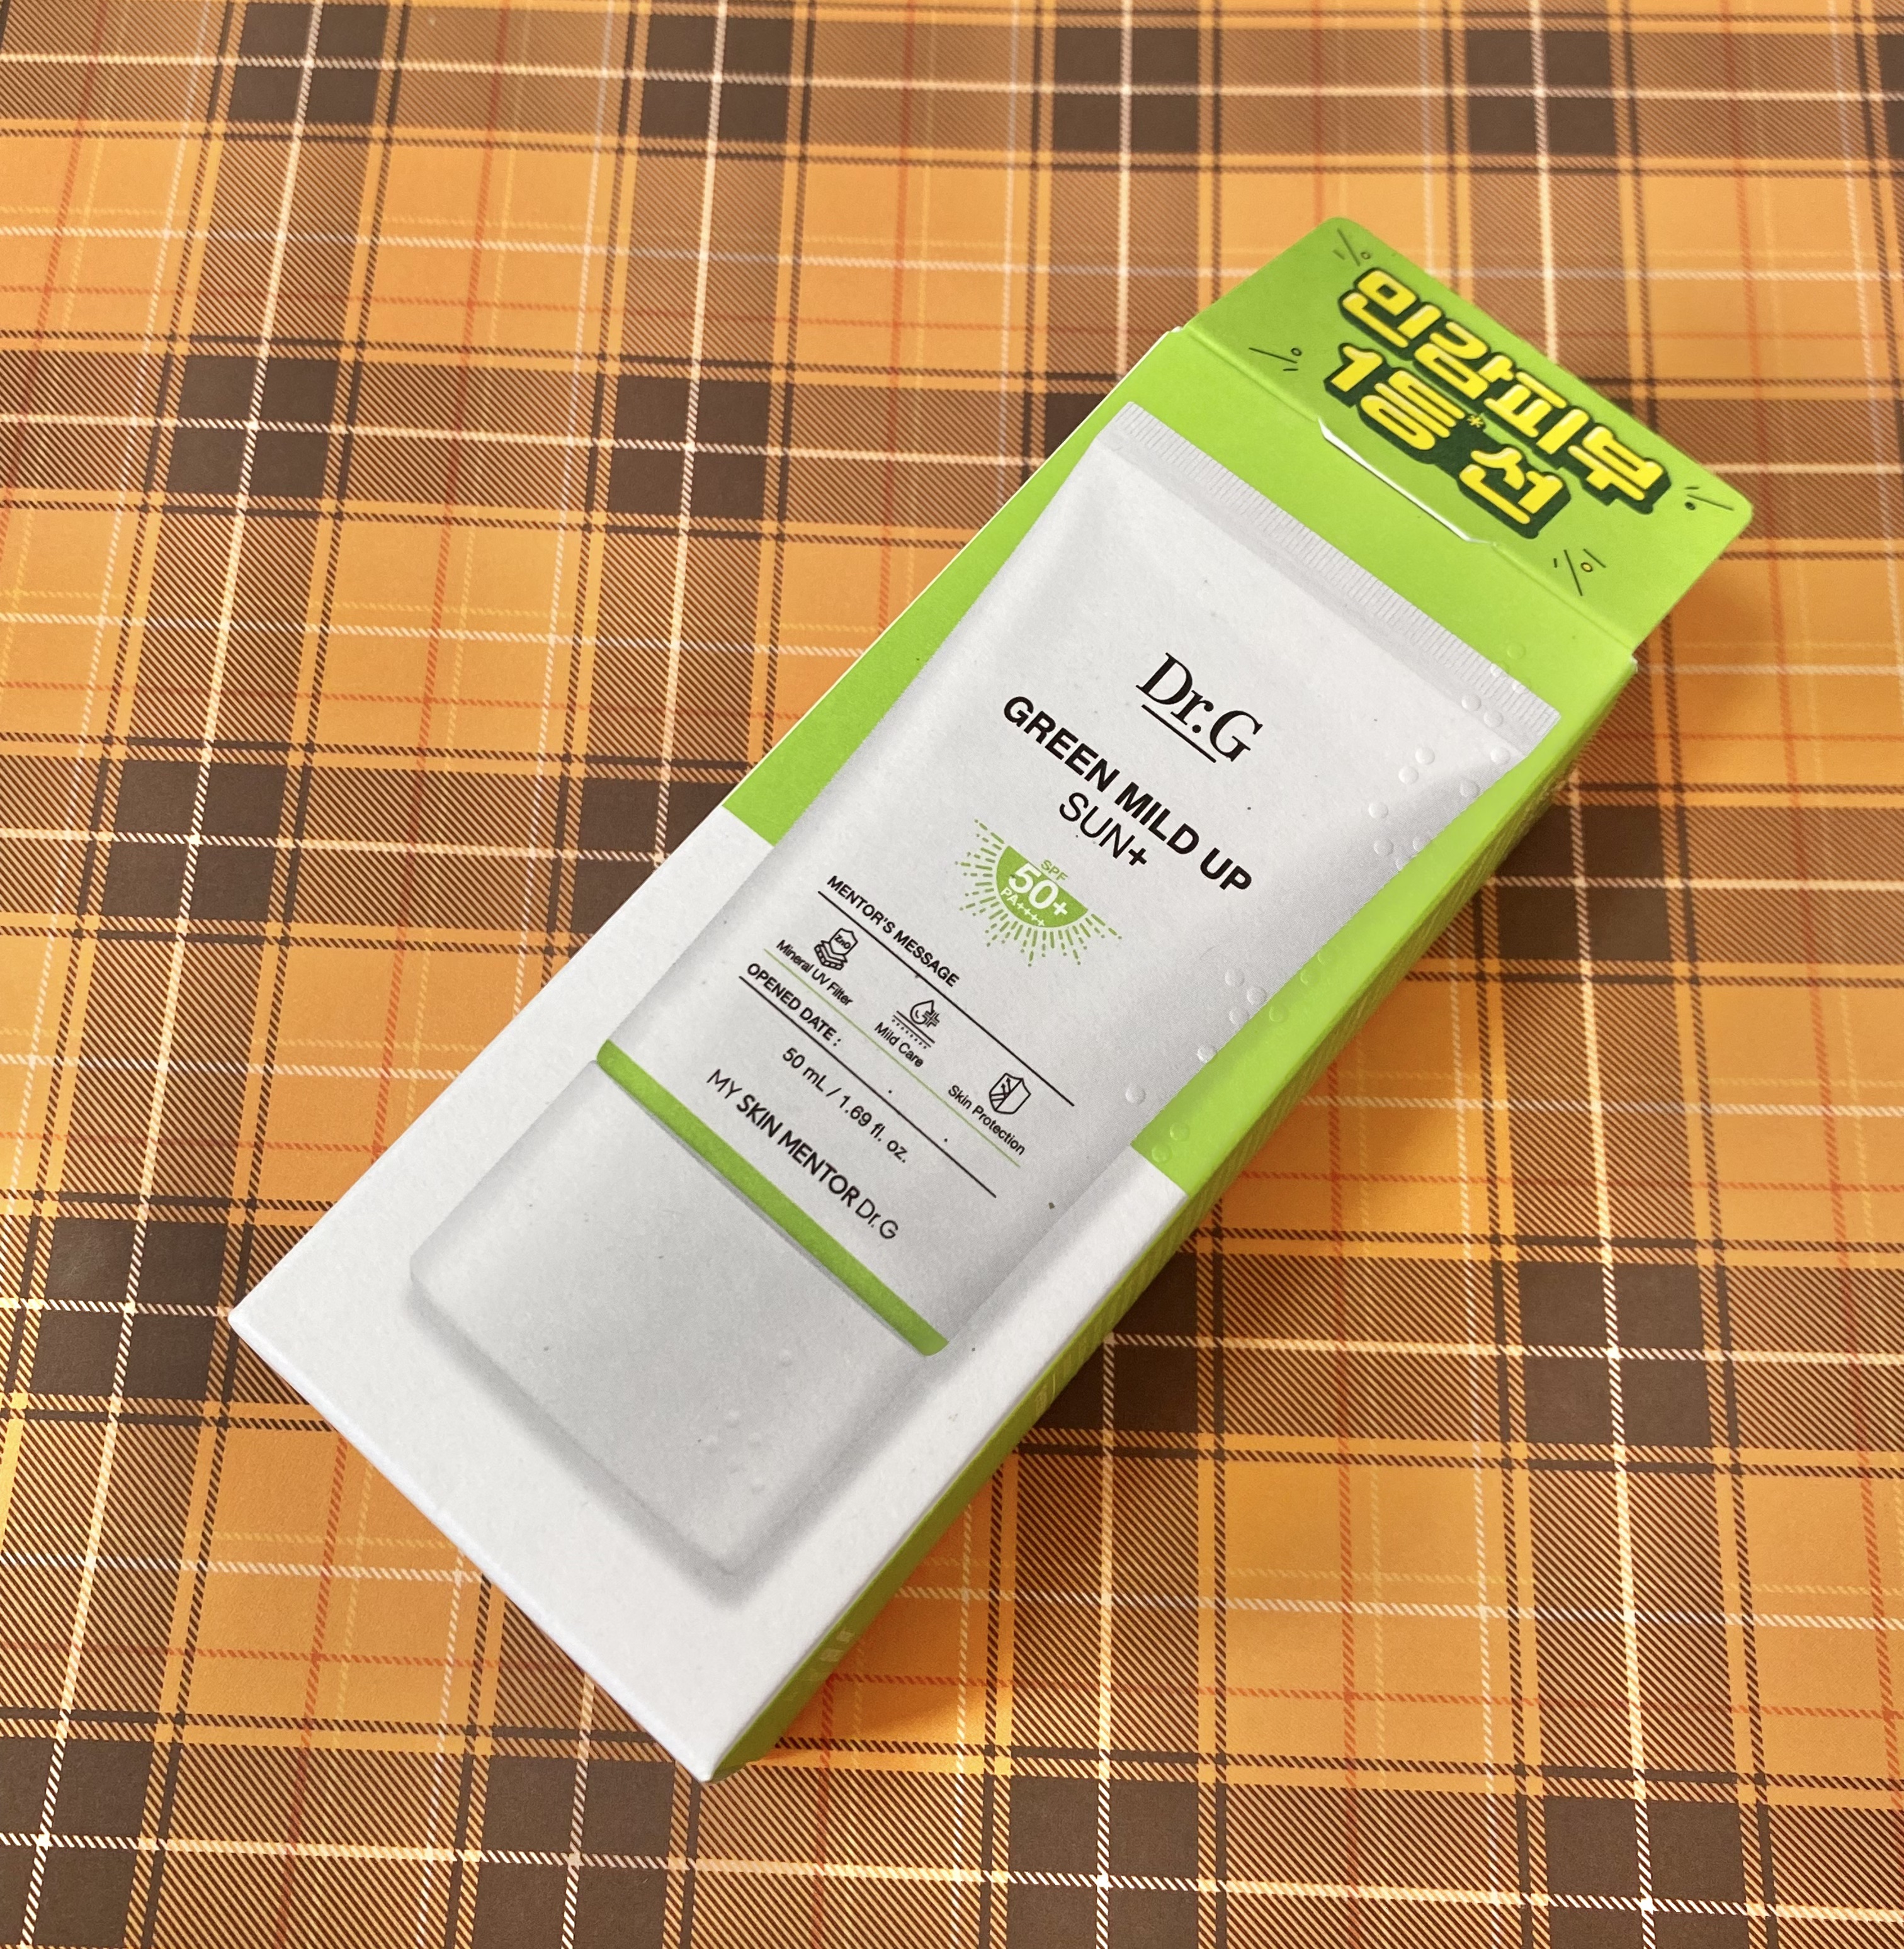 민감피부
1등* 선
Dr.G
GREEN MILD UP
SUN+
SPF
50+
PA++++
MENTOR'S MESSAGE
ZnO
Mineral UV Filter
Mild Care
Skin Protection
OPENED DATE : . .
50 mL / 1.69 fl. oz.
MY SKIN MENTOR Dr.G